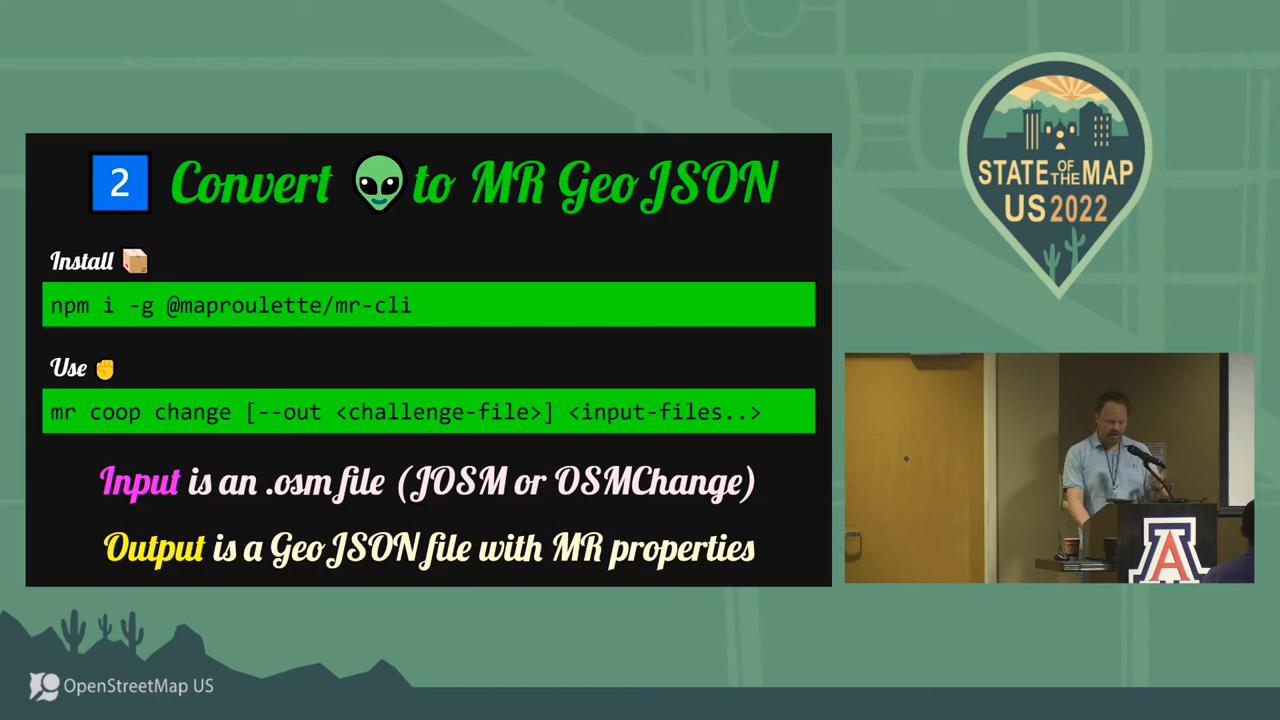 2 Convert 👽 to MR GeoJSON
Install 📦
npm i -g @maproulette/mr-cli
Use ✊
mr coop change [--out <challenge-file>] <input-files..>
Input is an .osm file (JOSM or OSMChange)
Output is a GeoJSON file with MR properties
STATE OF THE MAP
US 2022
A
OpenStreetMap US